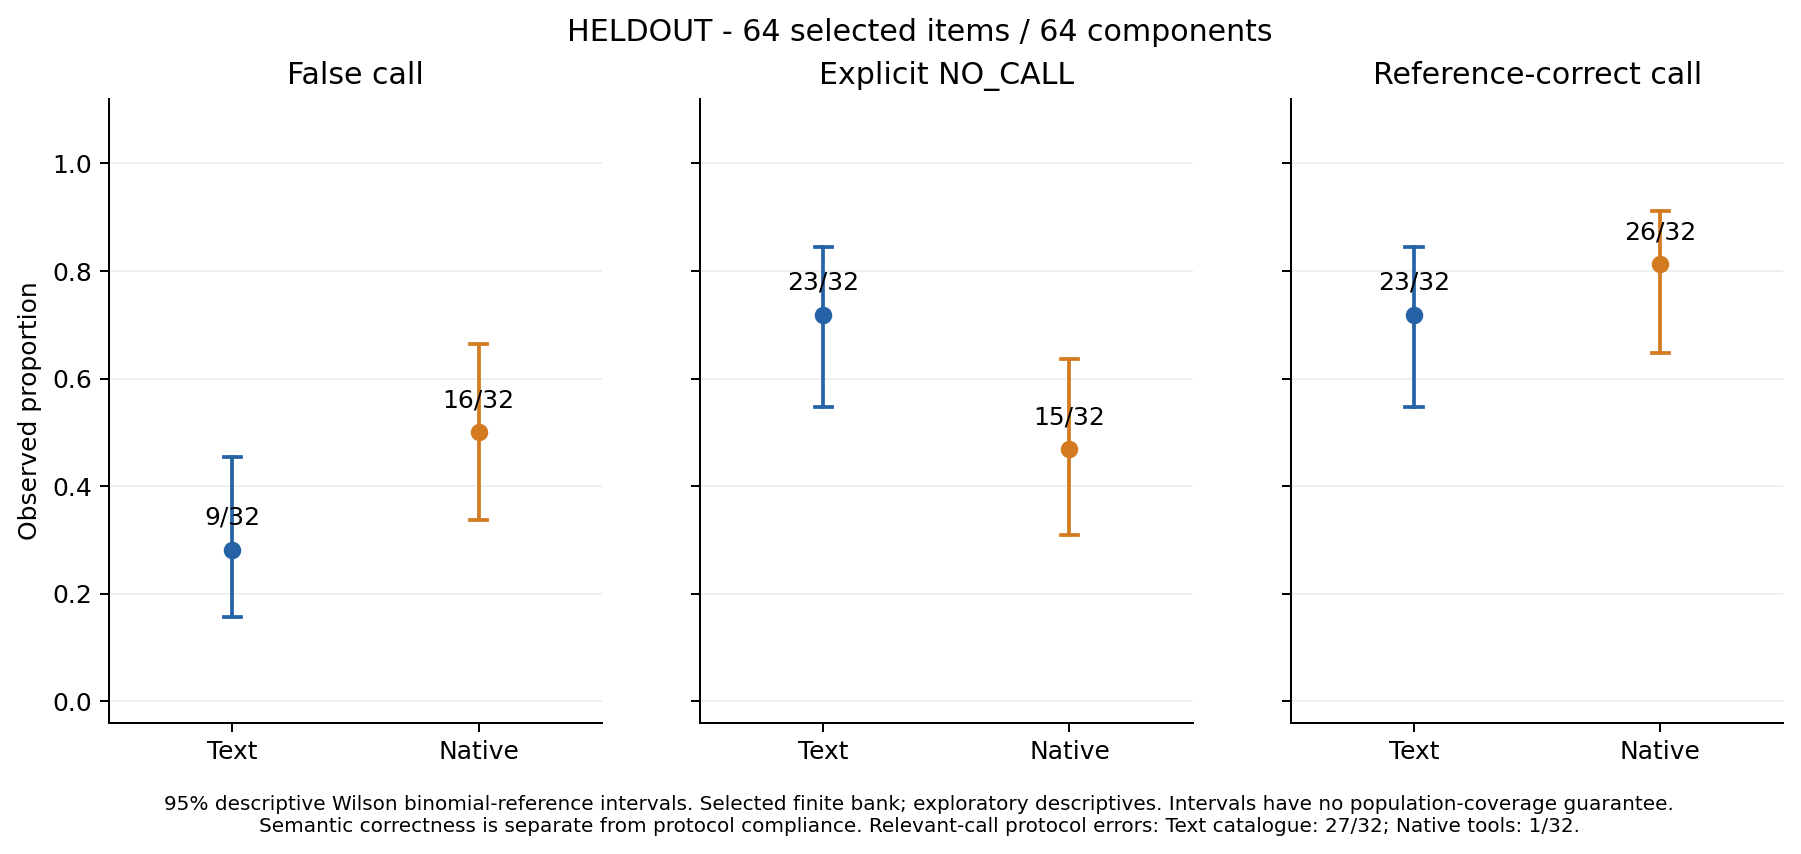 HELDOUT - 64 selected items / 64 components
False call
Explicit NO_CALL
Reference-correct call
Observed proportion
1.0
0.8
0.6
0.4
0.2
0.0
9/32
16/32
23/32
15/32
23/32
26/32
Text
Native
Text
Native
Text
Native
95% descriptive Wilson binomial-reference intervals. Selected finite bank; exploratory descriptives. Intervals have no population-coverage guarantee.
Semantic correctness is separate from protocol compliance. Relevant-call protocol errors: Text catalogue: 27/32; Native tools: 1/32.